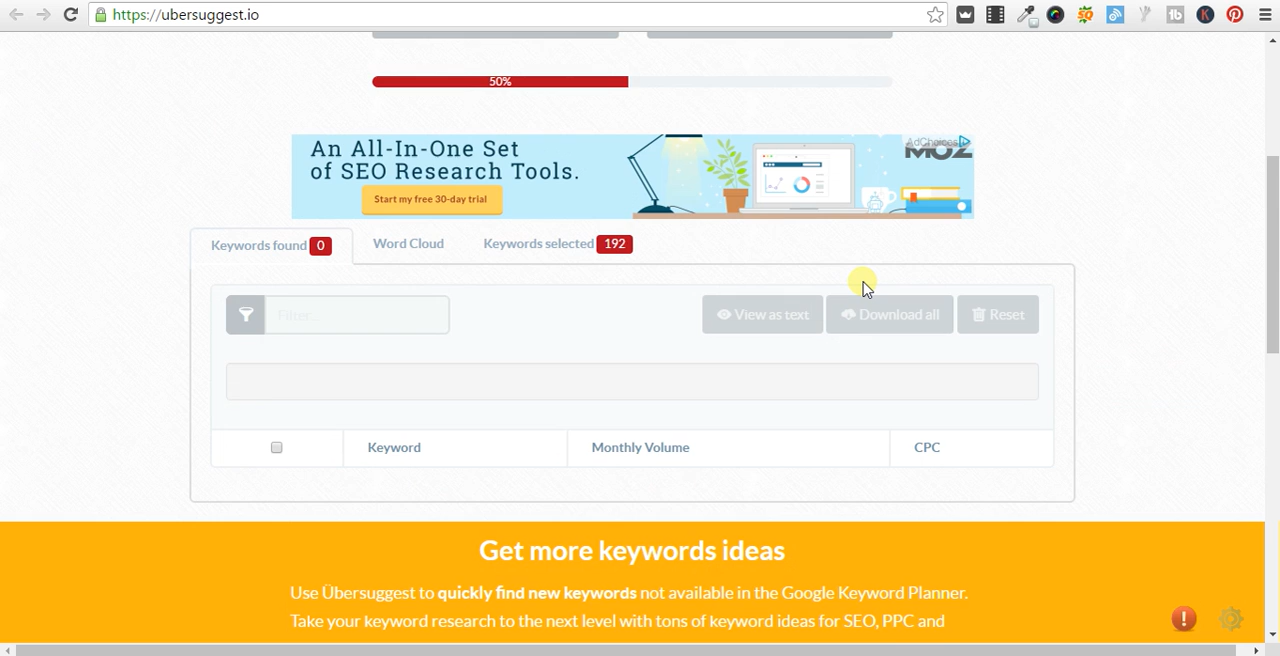 https://ubersuggest.io
50%
An All-In-One Set
of SEO Research Tools.
Start my free 30-day trial
AdChoices
MOZ
Keywords found 0
Word Cloud
Keywords selected 192
Filter...
View as text
Download all
Reset
Keyword
Monthly Volume
CPC
Get more keywords ideas
Use Übersuggest to quickly find new keywords not available in the Google Keyword Planner.
Take your keyword research to the next level with tons of keyword ideas for SEO, PPC and